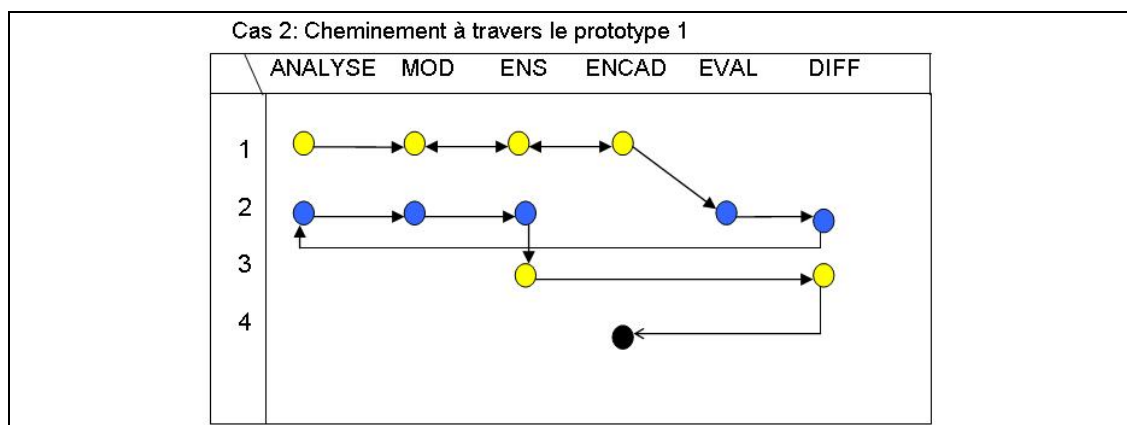 Cas 2: Cheminement à travers le prototype 1
ANALYSE MOD ENS ENCAD EVAL DIFF
1
2
3
4